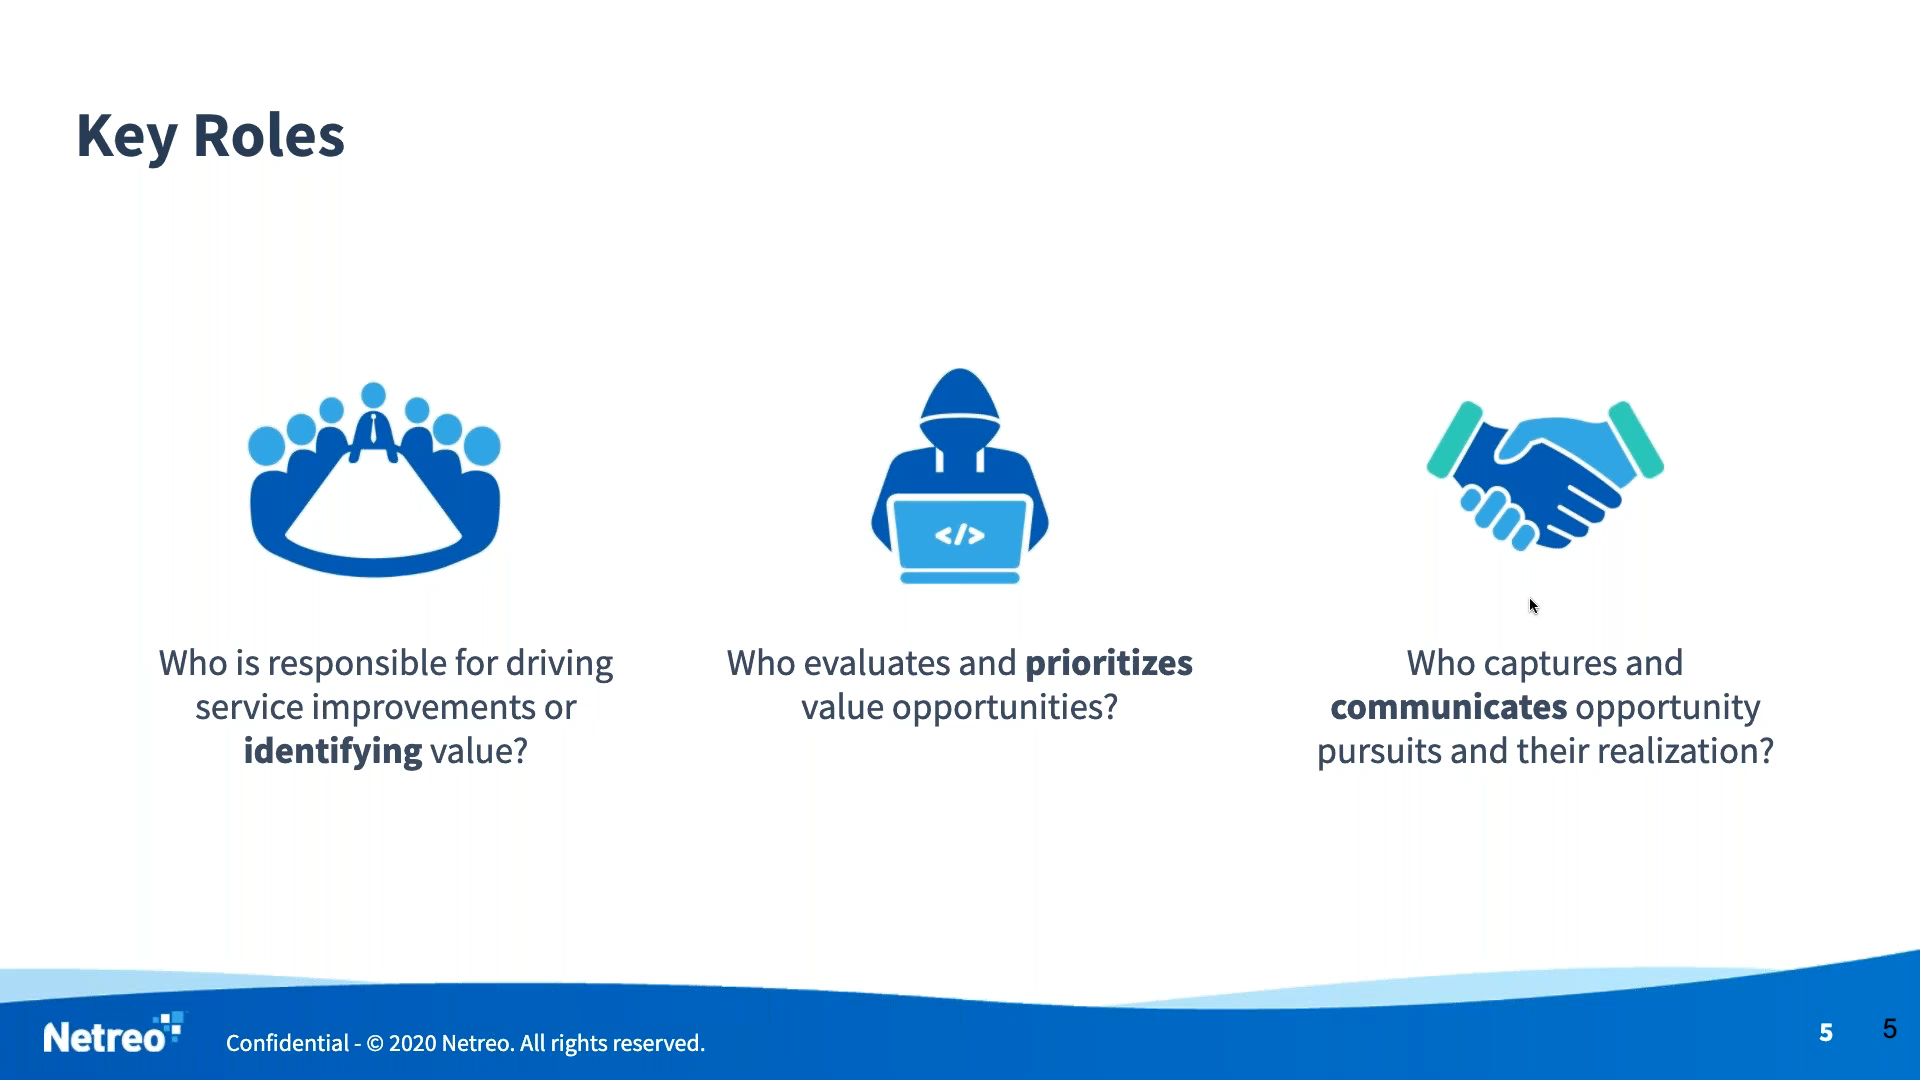 Key Roles
</>
Who is responsible for driving
service improvements or
identifying value?
Who evaluates and prioritizes
value opportunities?
Who captures and
communicates opportunity
pursuits and their realization?
Netreo
Confidential - © 2020 Netreo. All rights reserved.
5
5